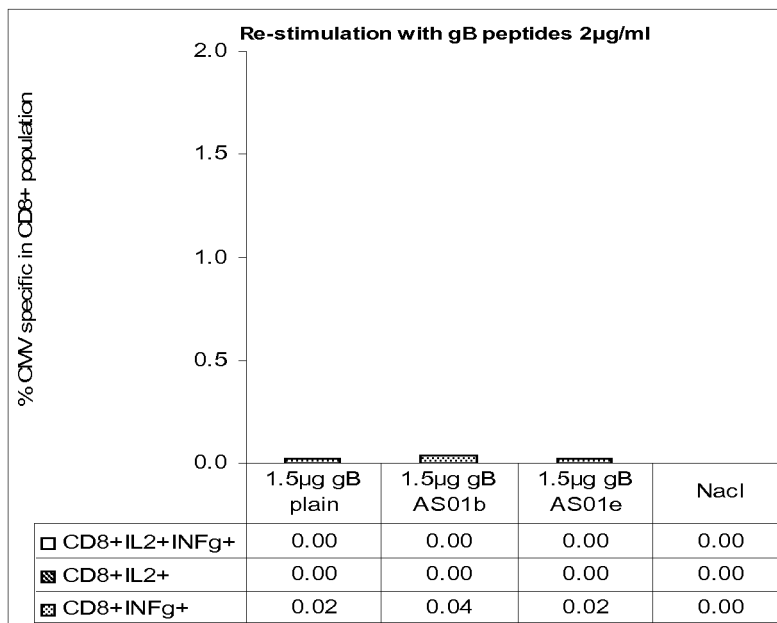 Re-stimulation with gB peptides 2µg/ml
% CMV specific in CD8+ population
2.0
1.5
1.0
0.5
0.0
1.5µg gB plain 1.5µg gB AS01b 1.5µg gB AS01e Nacl
CD8+IL2+INFg+ 0.00 0.00 0.00 0.00
CD8+IL2+ 0.00 0.00 0.00 0.00
CD8+INFg+ 0.02 0.04 0.02 0.00